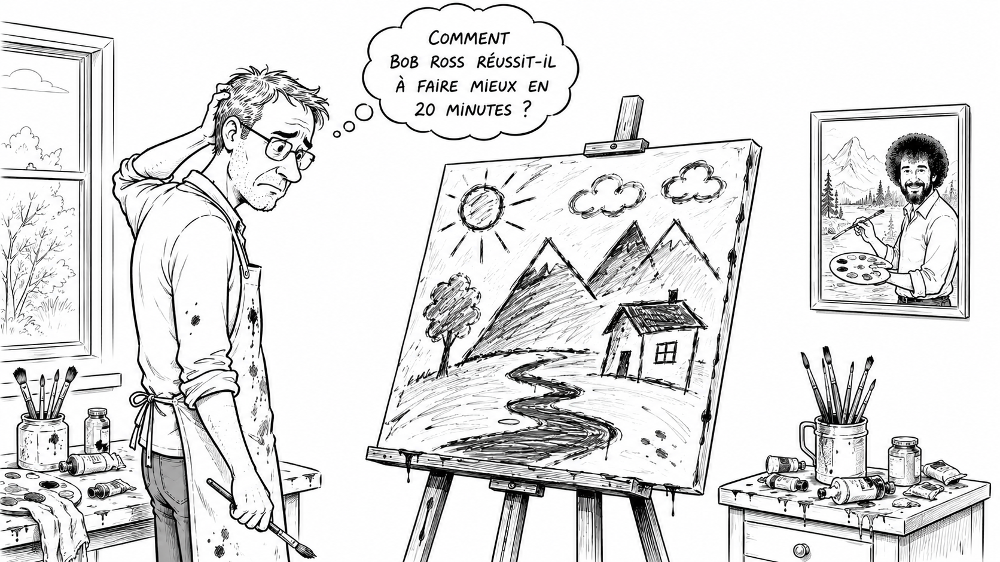 COMMENT
BOB ROSS RÉUSSIT-IL
À FAIRE MIEUX EN
20 MINUTES ?